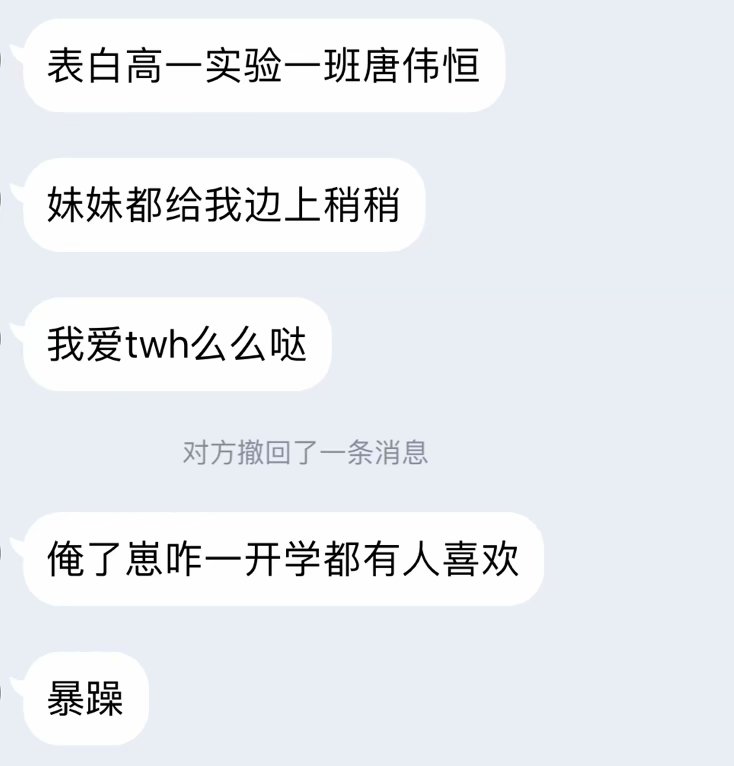 表白高一实验一班唐伟恒
妹妹都给我边上稍稍
我爱twh么么哒
对方撤回了一条消息
俺了崽咋一开学都有人喜欢
暴躁